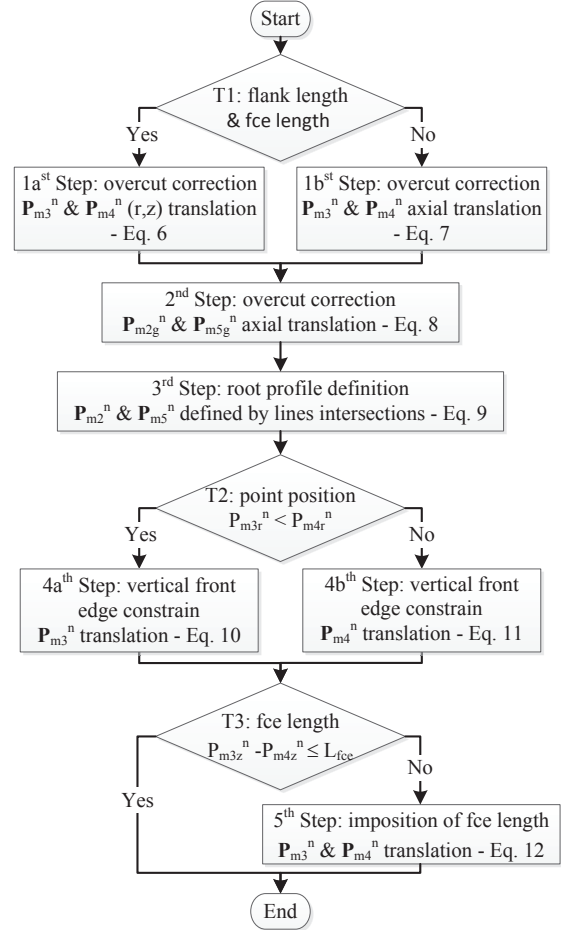 Start
T1: flank length
& fce length
Yes
No
1a^st Step: overcut correction
P_m3^n & P_m4^n (r,z) translation
- Eq. 6
1b^st Step: overcut correction
P_m3^n & P_m4^n axial translation
- Eq. 7
2^nd Step: overcut correction
P_m2g^n & P_m5g^n axial translation - Eq. 8
3^rd Step: root profile definition
P_m2^n & P_m5^n defined by lines intersections - Eq. 9
T2: point position
P_m3r^n < P_m4r^n
Yes
No
4a^th Step: vertical front
edge constrain
P_m3^n translation - Eq. 10
4b^th Step: vertical front
edge constrain
P_m4^n translation - Eq. 11
T3: fce length
P_m3z^n -P_m4z^n ≤ L_fce
Yes
No
5^th Step: imposition of fce length
P_m3^n & P_m4^n translation - Eq. 12
End